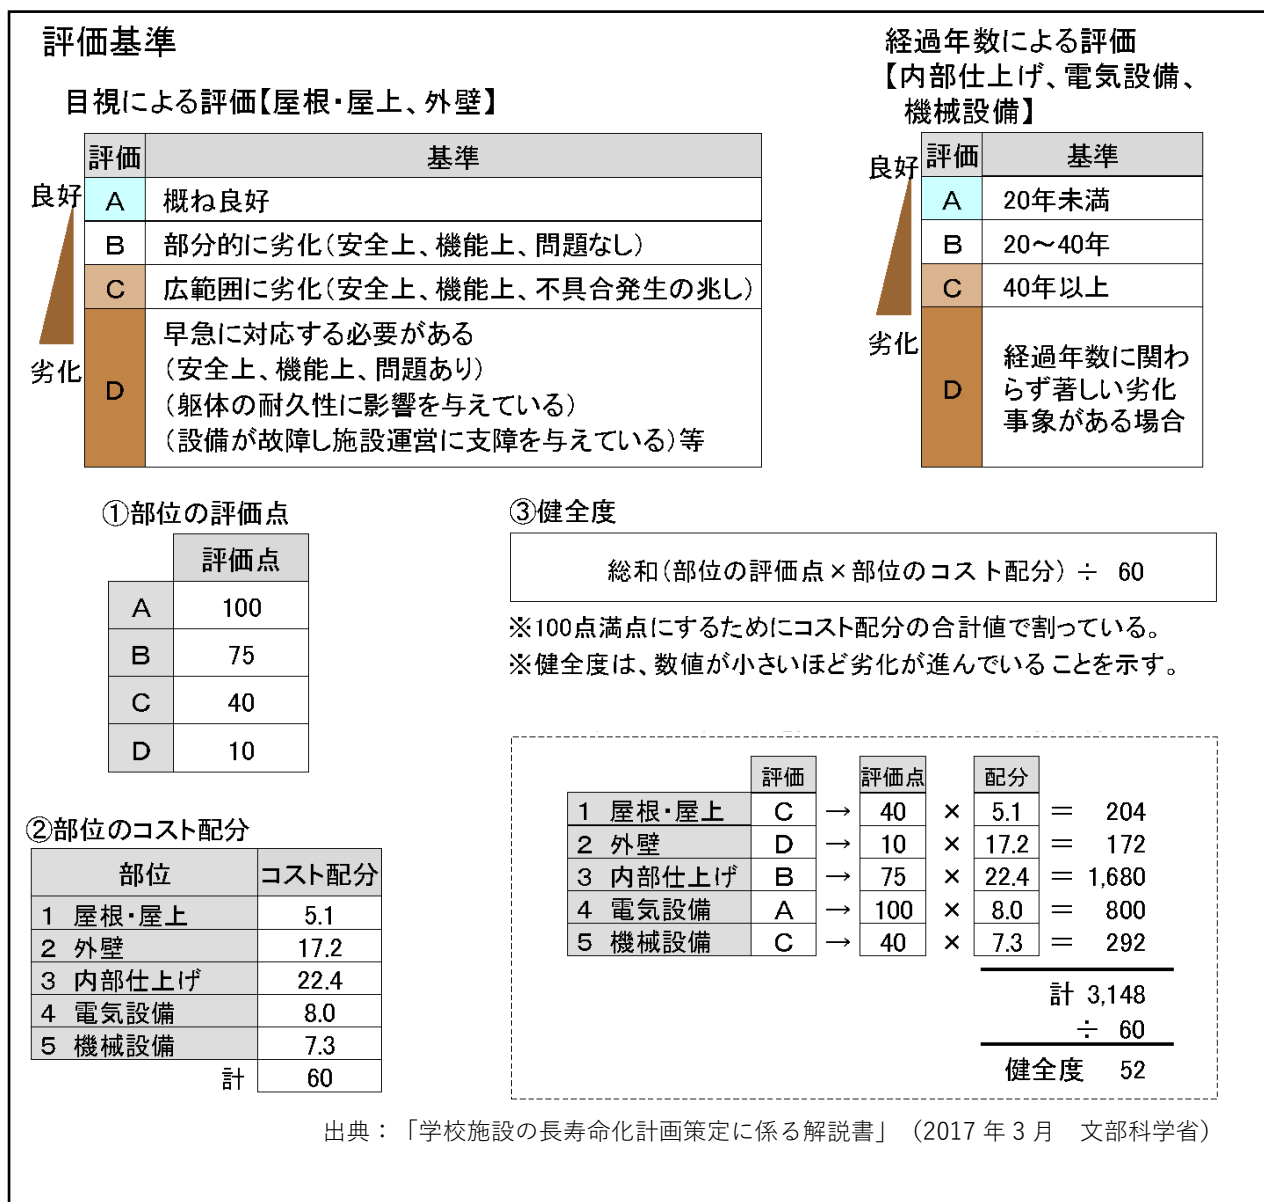 評価基準
目視による評価【屋根・屋上、外壁】
評価 基準
良好
A 概ね良好
B 部分的に劣化(安全上、機能上、問題なし)
C 広範囲に劣化(安全上、機能上、不具合発生の兆し)
劣化
D 早急に対応する必要がある
(安全上、機能上、問題あり)
(躯体の耐久性に影響を与えている)
(設備が故障し施設運営に支障を与えている)等
経過年数による評価
【内部仕上げ、電気設備、
機械設備】
評価 基準
良好
A 20年未満
B 20~40年
C 40年以上
劣化
D 経過年数に関わ
らず著しい劣化
事象がある場合
①部位の評価点
評価点
A 100
B 75
C 40
D 10
②部位のコスト配分
部位 コスト配分
1 屋根・屋上 5.1
2 外壁 17.2
3 内部仕上げ 22.4
4 電気設備 8.0
5 機械設備 7.3
計 60
③健全度
総和(部位の評価点×部位のコスト配分) ÷ 60
※100点満点にするためにコスト配分の合計値で割っている。
※健全度は、数値が小さいほど劣化が進んでいることを示す。
評価 評価点 配分
1 屋根・屋上 C → 40 × 5.1 = 204
2 外壁 D → 10 × 17.2 = 172
3 内部仕上げ B → 75 × 22.4 = 1,680
4 電気設備 A → 100 × 8.0 = 800
5 機械設備 C → 40 × 7.3 = 292
計 3,148
÷ 60
健全度 52
出典:「学校施設の長寿命化計画策定に係る解説書」(2017年3月 文部科学省)